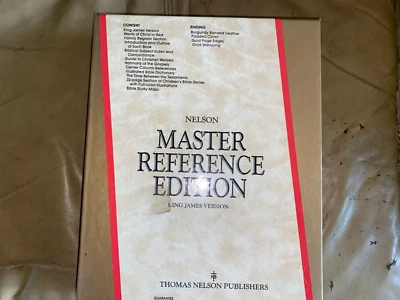 CONTENT
King James Version
Words of Christ in Red
Family Register Section
Introduction and Outline
of Each Book
Biblical Subject Index and
Concordance
Guide to Christian Workers
Harmony of the Gospels
Center Column References
Illustrated Bible Dictionary
The Time Between the Testaments
32-page Section of Children's Bible Stories
with Full-color Illustrations
Bible Study Maps
BINDING
Burgundy Bonded Leather
Padded Cover
Gold Page Edges
Gold Stamping
NELSON
MASTER
REFERENCE
EDITION
KING JAMES VERSION
THOMAS NELSON PUBLISHERS
GUARANTEE